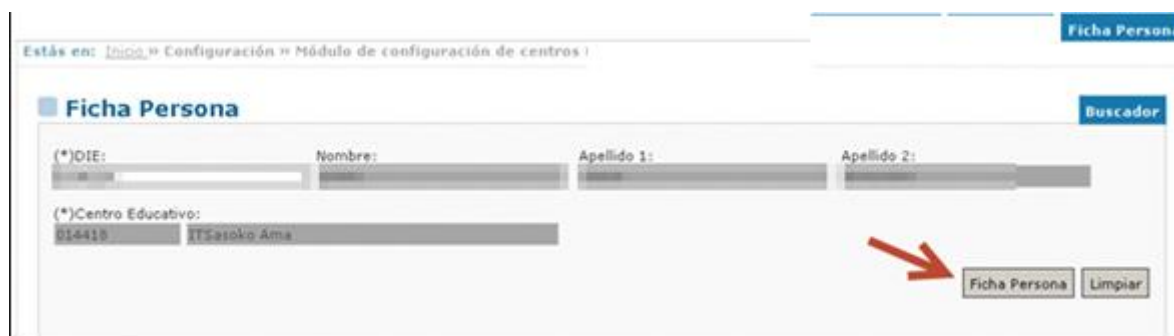 Ficha Persona
Estás en: Inicio » Configuración » Módulo de configuración de centros
Ficha Persona
Buscador
(*)DIE: Nombre: Apellido 1: Apellido 2:
(*)Centro Educativo:
014418 ITSasoko Ama
Ficha Persona Limpiar